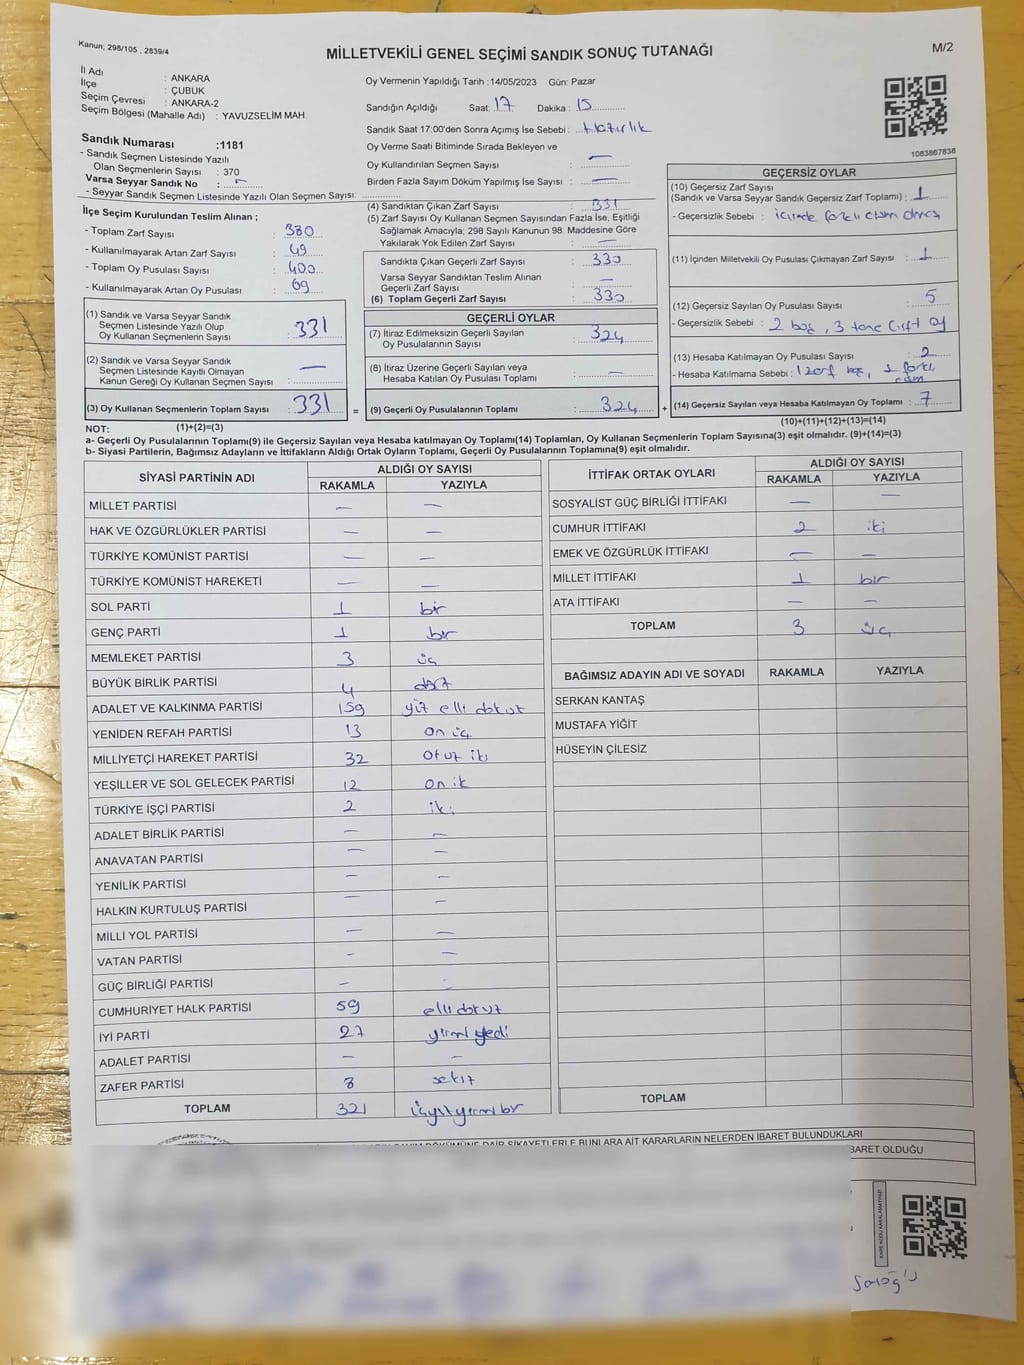 Kanun; 298/105 , 2839/4
MİLLETVEKİLİ GENEL SEÇİMİ SANDIK SONUÇ TUTANAĞI
M/2
İl Adı : ANKARA
İlçe : ÇUBUK
Seçim Çevresi : ANKARA-2
Seçim Bölgesi (Mahalle Adı) : YAVUZSELİM MAH.
Oy Vermenin Yapıldığı Tarih :14/05/2023 Gün: Pazar
Sandığın Açıldığı Saat: 17 Dakika : 15
Sandık Saat 17:00'den Sonra Açımış İse Sebebi : Hazırlık
Oy Verme Saati Bitiminde Sırada Bekleyen ve
Oy Kullandırılan Seçmen Sayısı : —
Birden Fazla Sayım Döküm Yapılmış İSe Sayısı : —
1083867838
Sandık Numarası :1181
- Sandık Seçmen Listesinde Yazılı
Olan Seçmenlerin Sayısı : 370
Varsa Seyyar Sandık No : —
- Seyyar Sandık Seçmen Listesinde Yazılı Olan Seçmen Sayısı:
İlçe Seçim Kurulundan Teslim Alınan ;
- Toplam Zarf Sayısı : 380
- Kullanılmayarak Artan Zarf Sayısı : 49
- Toplam Oy Pusulası Sayısı : 400
- Kullanılmayarak Artan Oy Pusulası : 69
(1) Sandık ve Varsa Seyyar Sandık
Seçmen Listesinde Yazılı Olup
Oy Kullanan Seçmenlerin Sayısı : 331
(2) Sandık ve Varsa Seyyar Sandık
Seçmen Listesinde Kayıtlı Olmayan
Kanun Gereği Oy Kullanan Seçmen Sayısı : —
(3) Oy Kullanan Seçmenlerin Toplam Sayısı : 331 =
(4) Sandıktan Çıkan Zarf Sayısı : 331
(5) Zarf Sayısı Oy Kullanan Seçmen Sayısından Fazla İse, Eşitliği
Sağlamak Amacıyla; 298 Sayılı Kanunun 98. Maddesine Göre
Yakılarak Yok Edilen Zarf Sayısı : —
Sandıkta Çıkan Geçerli Zarf Sayısı : 330
Varsa Seyyar Sandıktan Teslim Alınan
Geçerli Zarf Sayısı : —
(6) Toplam Geçerli Zarf Sayısı : 330
GEÇERLİ OYLAR
(7) İtiraz Edilmeksizin Geçerli Sayılan
Oy Pusulalarının Sayısı : 324
(8) İtiraz Üzerine Geçerli Sayılan veya
Hesaba Katılan Oy Pusulası Toplamı : —
(9) Geçerli Oy Pusulalarının Toplamı : 324 +
GEÇERSİZ OYLAR
(10) Geçersiz Zarf Sayısı
(Sandık ve Varsa Seyyar Sandık Geçersiz Zarf Toplamı) : 1
- Geçersizlik Sebebi : içinde farklı cisim olması
(11) İçinden Milletvekili Oy Pusulası Çıkmayan Zarf Sayısı : 1
(12) Geçersiz Sayılan Oy Pusulası Sayısı : 5
- Geçersizlik Sebebi : 2 boş, 3 tane Çift oy
(13) Hesaba Katılmayan Oy Pusulası Sayısı : 2
- Hesaba Katılmama Sebebi : 1 zarf boş, 1 farklı
cisim
(14) Geçersiz Sayılan veya Hesaba Katılmayan Oy Toplamı : 7
NOT: (1)+(2)=(3)
(10)+(11)+(12)+(13)=(14)
a- Geçerli Oy Pusulalarının Toplamı(9) ile Geçersiz Sayılan veya Hesaba katılmayan Oy Toplamı(14) Toplamları, Oy Kullanan Seçmenlerin Toplam Sayısına(3) eşit olmalıdır. (9)+(14)=(3)
b- Siyasi Partilerin, Bağımsız Adayların ve İttifakların Aldığı Ortak Oyların Toplamı, Geçerli Oy Pusulalarının Toplamına(9) eşit olmalıdır.
SİYASİ PARTİNİN ADI ALDIĞI OY SAYISI
RAKAMLA YAZIYLA
MİLLET PARTİSİ — —
HAK VE ÖZGÜRLÜKLER PARTİSİ — —
TÜRKİYE KOMÜNİST PARTİSİ — —
TÜRKİYE KOMÜNİST HAREKETİ — —
SOL PARTİ 1 bir
GENÇ PARTİ 1 bir
MEMLEKET PARTİSİ 3 üç
BÜYÜK BİRLİK PARTİSİ 4 dört
ADALET VE KALKINMA PARTİSİ 159 yüz elli dokuz
YENİDEN REFAH PARTİSİ 13 on üç
MİLLİYETÇİ HAREKET PARTİSİ 32 Otuz iki
YEŞİLLER VE SOL GELECEK PARTİSİ 12 on iki
TÜRKİYE İŞÇİ PARTİSİ 2 iki
ADALET BİRLİK PARTİSİ — —
ANAVATAN PARTİSİ — —
YENİLİK PARTİSİ — —
HALKIN KURTULUŞ PARTİSİ — —
MİLLİ YOL PARTİSİ — —
VATAN PARTİSİ — —
GÜÇ BİRLİĞİ PARTİSİ — —
CUMHURİYET HALK PARTİSİ 59 elli dokuz
İYİ PARTİ 27 yirmi yedi
ADALET PARTİSİ — —
ZAFER PARTİSİ 8 sekiz
TOPLAM 321 üçyüzyirmi bir
İTTİFAK ORTAK OYLARI ALDIĞI OY SAYISI
RAKAMLA YAZIYLA
SOSYALİST GÜÇ BİRLİĞİ İTTİFAKI — —
CUMHUR İTTİFAKI 2 iki
EMEK VE ÖZGÜRLÜK İTTİFAKI — —
MİLLET İTTİFAKI 1 bir
ATA İTTİFAKI — —
TOPLAM 3 üç
BAĞIMSIZ ADAYIN ADI VE SOYADI RAKAMLA YAZIYLA
SERKAN KANTAŞ
MUSTAFA YİĞİT
HÜSEYİN ÇİLESİZ
TOPLAM
DÖKÜMÜNE DAİR ŞİKAYETLERLE BUNLARA AİT KARARLARIN NELERDEN İBARET BULUNDUKLARI
BARET OLDUĞU
KARE KODU KARALAMAYINIZ!